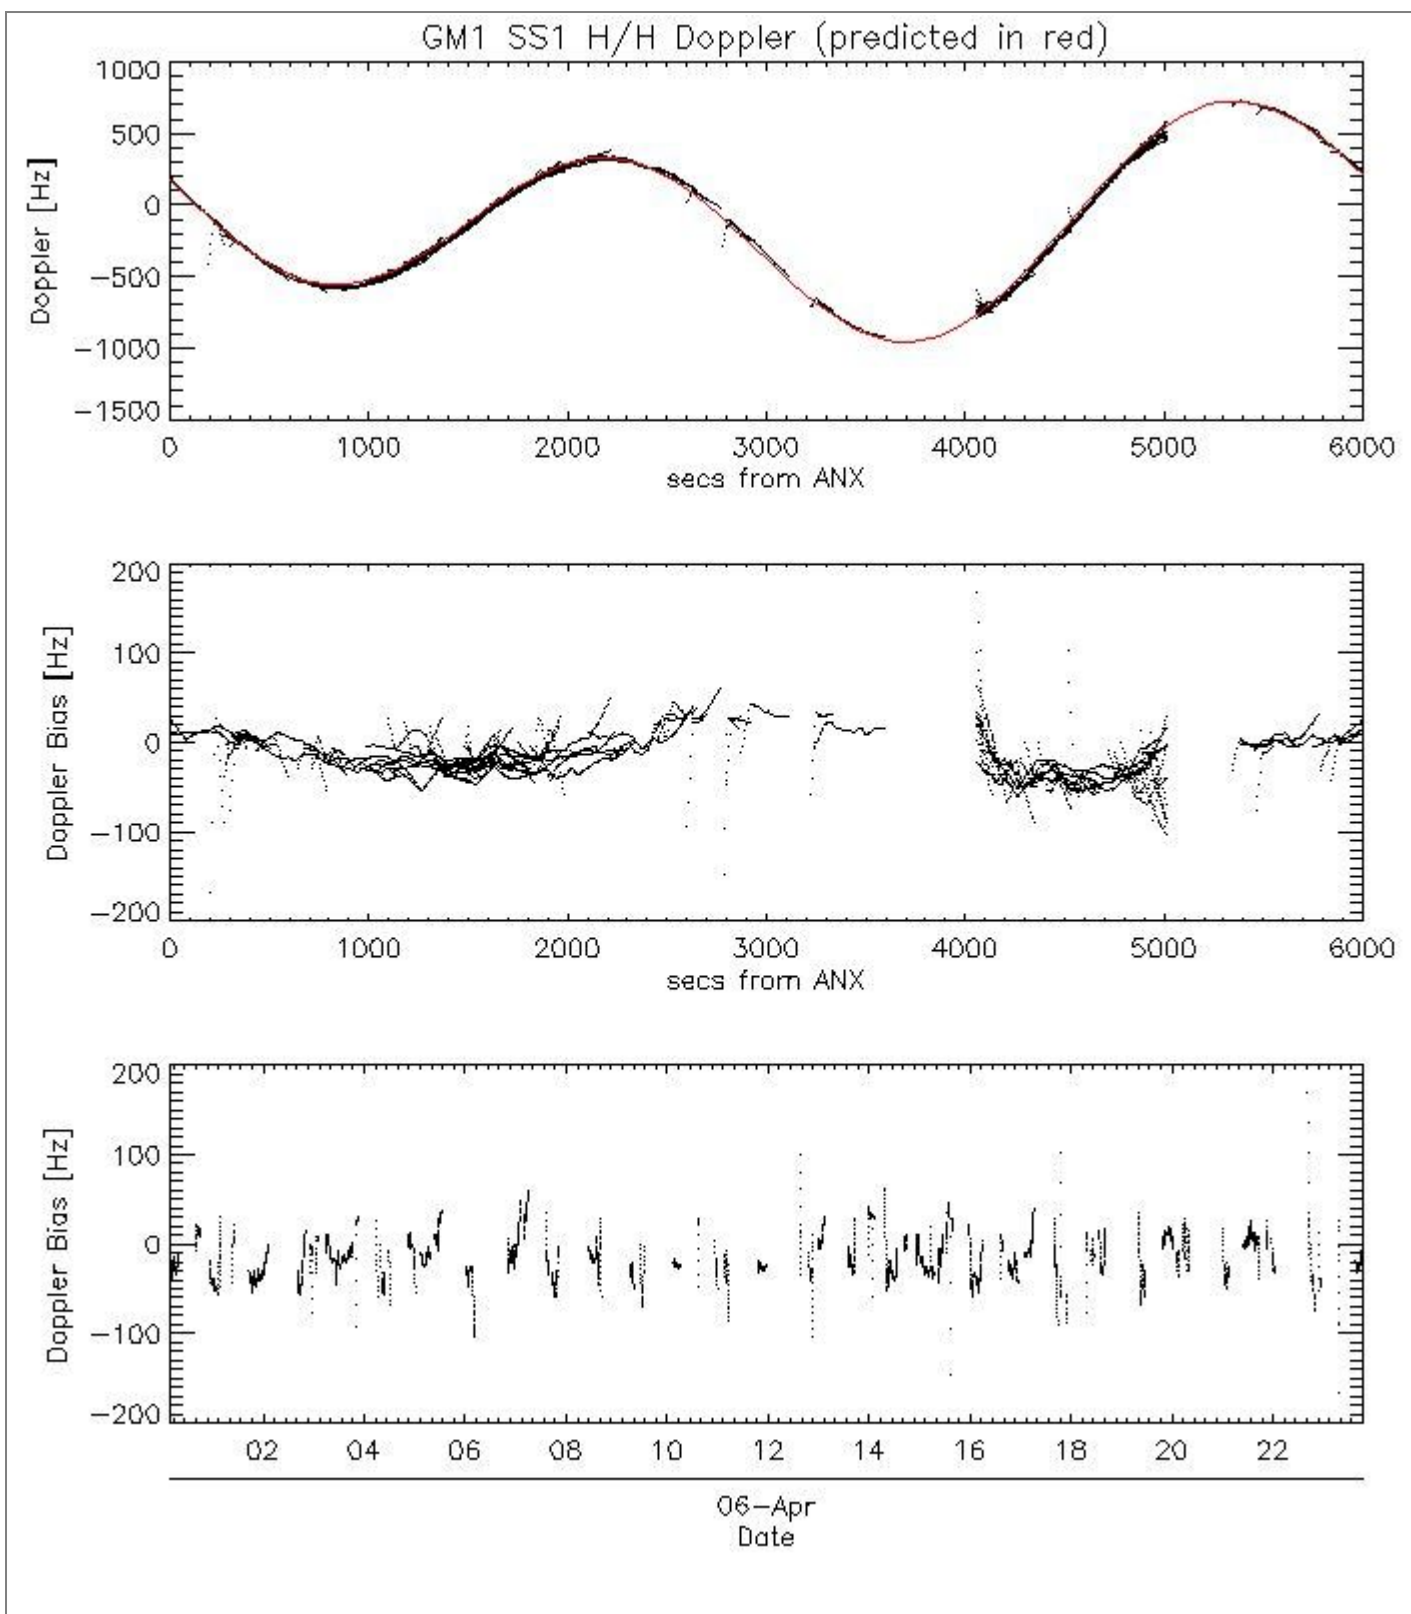 GM1 SS1 H/H Doppler (predicted in red)
1000
500
0
-500
-1000
-1500
Doppler [Hz]
0 1000 2000 3000 4000 5000 6000
secs from ANX
200
100
0
-100
-200
Doppler Bias [Hz]
0 1000 2000 3000 4000 5000 6000
secs from ANX
200
100
0
-100
-200
Doppler Bias [Hz]
02 04 06 08 10 12 14 16 18 20 22
06-Apr
Date